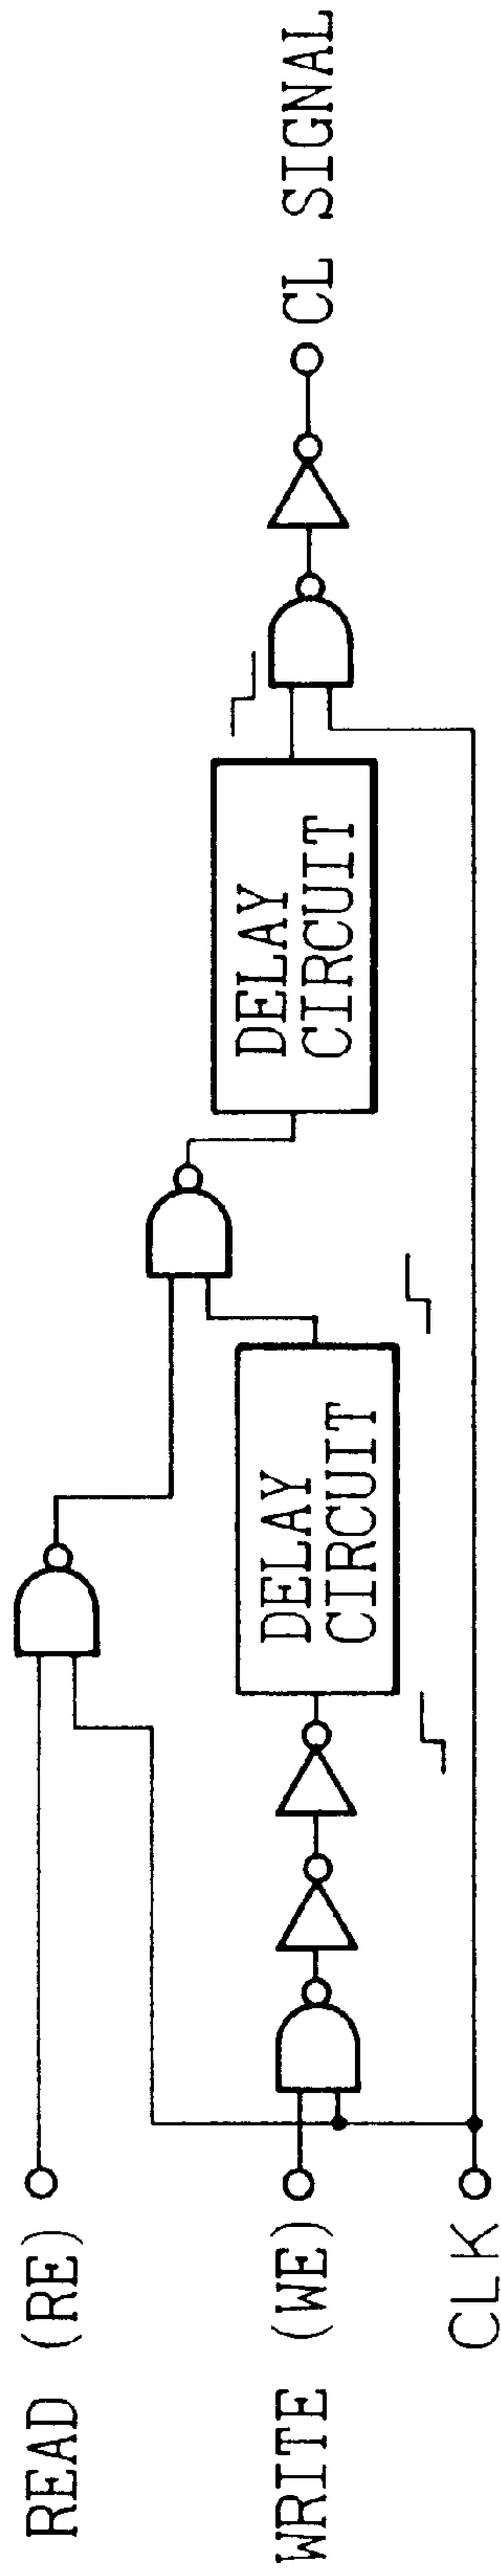 READ (RE)
WRITE (WE)
CLK
DELAY
CIRCUIT
DELAY
CIRCUIT
CL SIGNAL